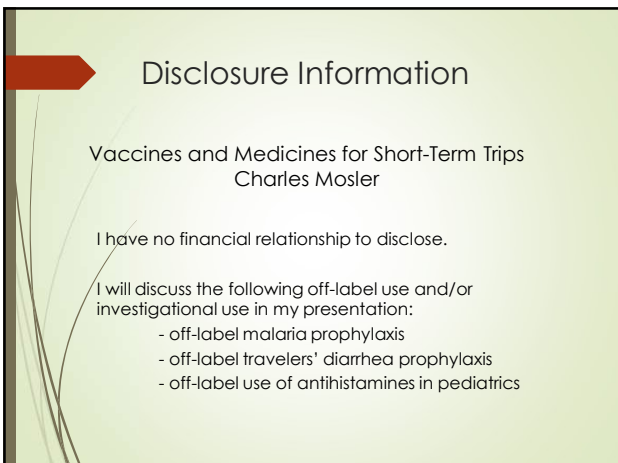 Disclosure Information
Vaccines and Medicines for Short-Term Trips
Charles Mosler
I have no financial relationship to disclose.
I will discuss the following off-label use and/or
investigational use in my presentation:
- off-label malaria prophylaxis
- off-label travelers’ diarrhea prophylaxis
- off-label use of antihistamines in pediatrics